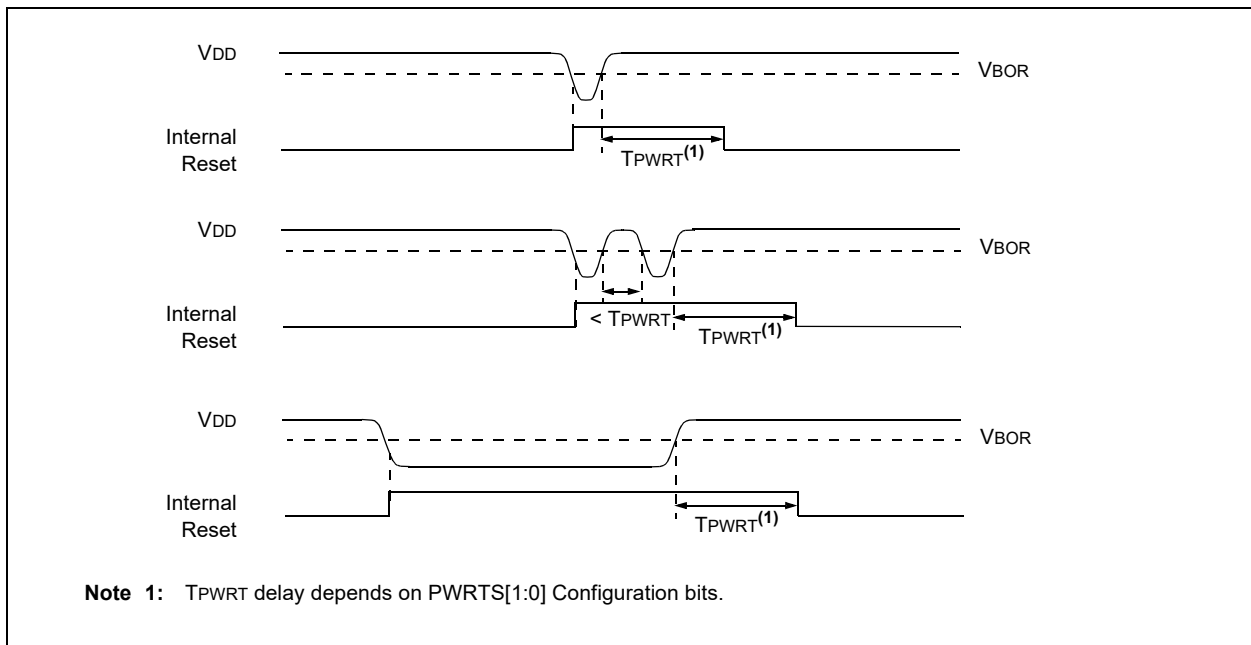 VDD
VBOR
Internal
Reset
TPWRT(1)
VDD
VBOR
Internal
Reset
< TPWRT
TPWRT(1)
VDD
VBOR
Internal
Reset
TPWRT(1)
Note 1: TPWRT delay depends on PWRTS[1:0] Configuration bits.